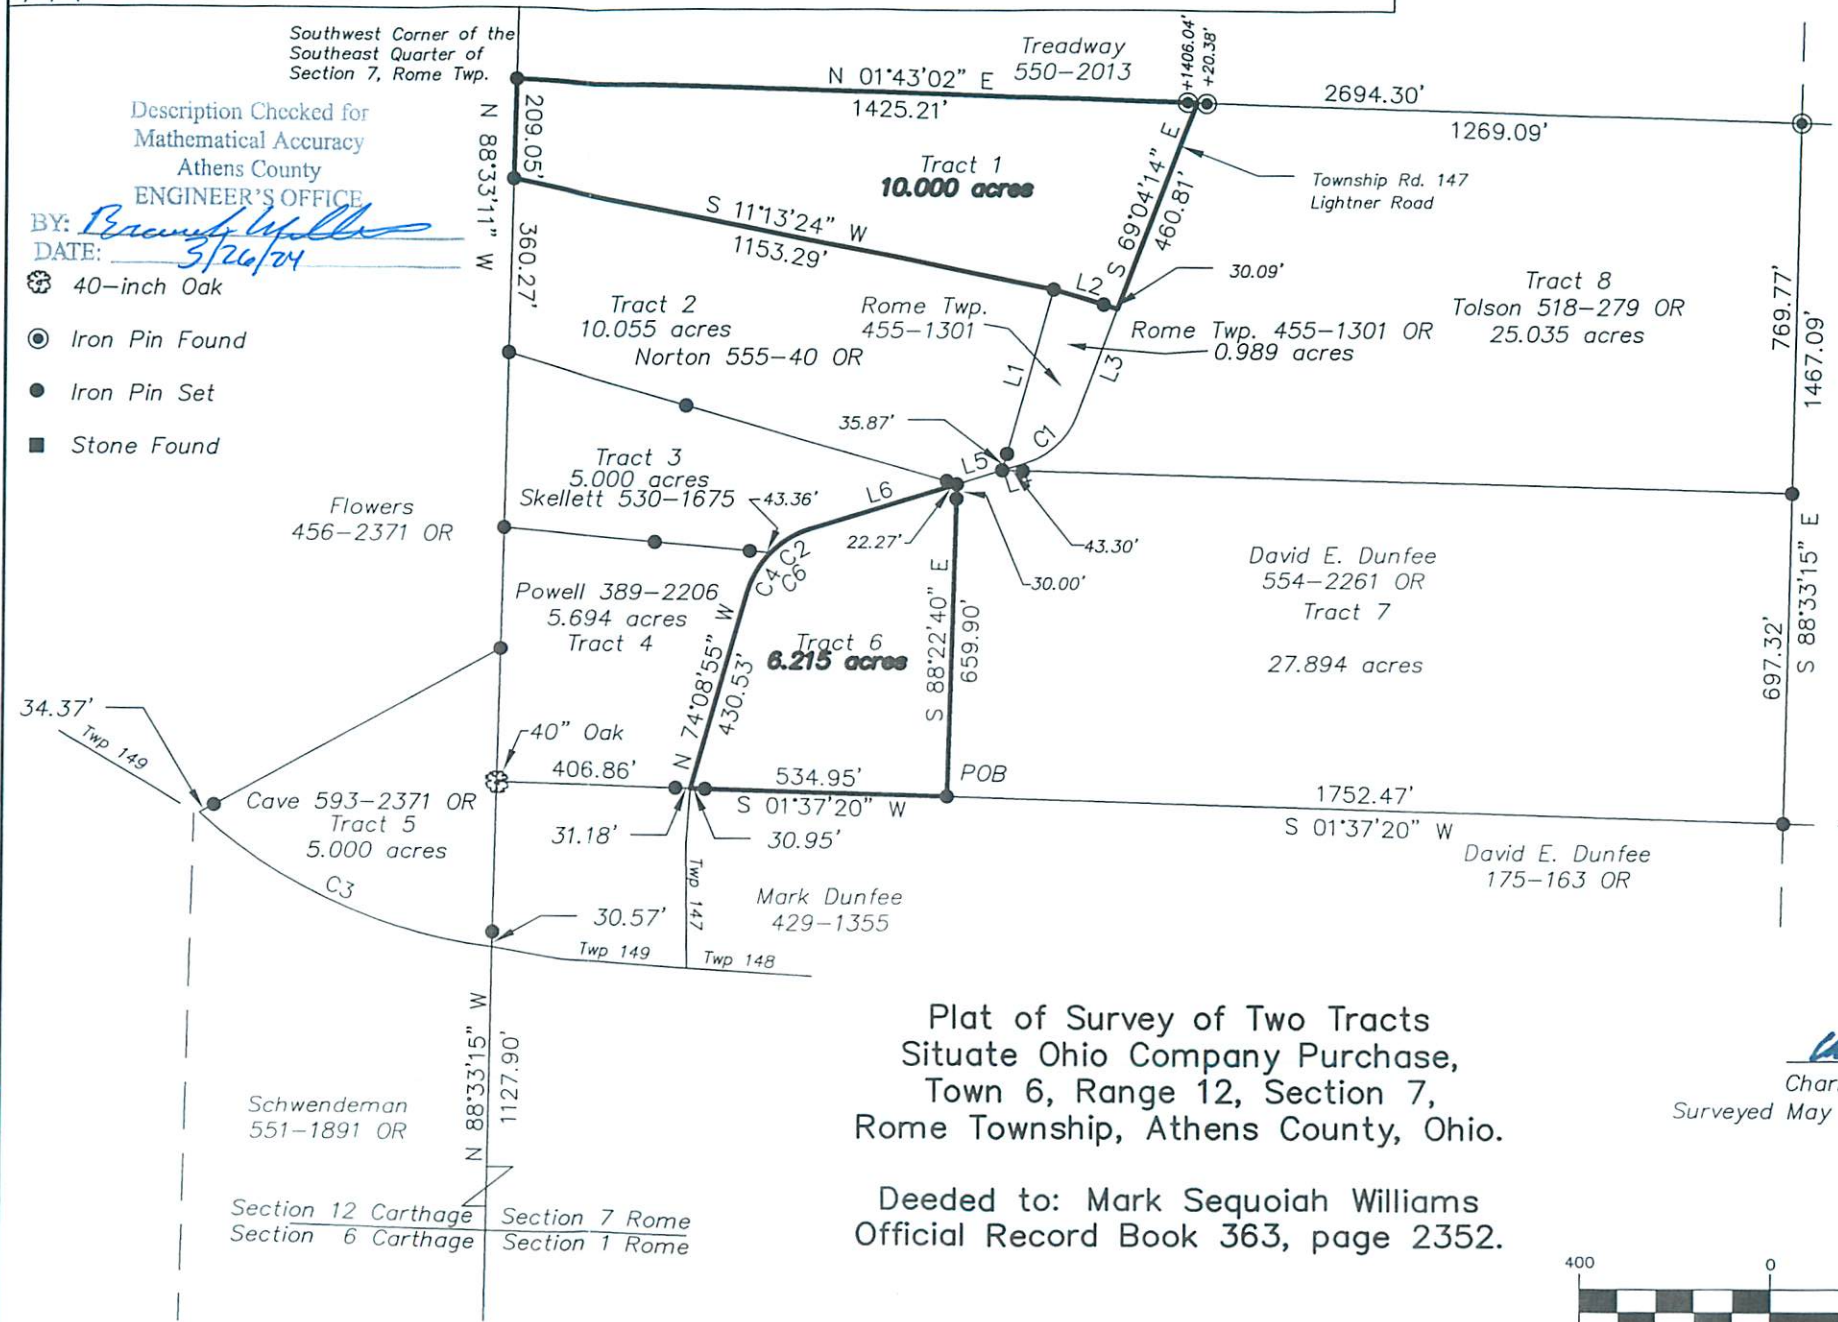 Southwest Corner of the
Southeast Quarter of
Section 7, Rome Twp.
Treadway
550-2013
N 01°43'02" E
1425.21'
+1406.04'
+20.38'
2694.30'
1269.09'
Description Checked for
Mathematical Accuracy
Athens County
ENGINEER'S OFFICE
BY:
DATE: 3/26/04
40-inch Oak
Iron Pin Found
Iron Pin Set
Stone Found
N 88°33'11" W
209.05'
360.27'
Tract 1
10.000 acres
S 69°04'14" E
460.81'
Township Rd. 147
Lightner Road
S 11°13'24" W
1153.29'
L2
30.09'
Tract 2
10.055 acres
Norton 555-40 OR
Rome Twp.
455-1301
Rome Twp. 455-1301 OR
0.989 acres
Tract 8
Tolson 518-279 OR
25.035 acres
769.77'
1467.09'
L1
L3
35.87'
C1
L5
L4
Tract 3
5.000 acres
Skellett 530-1675
43.36'
L6
22.27'
43.30'
30.00'
Flowers
456-2371 OR
C2
C4
C6
Powell 389-2206
5.694 acres
Tract 4
N 74°08'55" W
430.53'
Tract 6
6.215 acres
S 88°22'40" E
659.90'
David E. Dunfee
554-2261 OR
Tract 7
27.894 acres
697.32'
S 88°33'15" E
34.37'
Twp 149
40" Oak
406.86'
534.95'
S 01°37'20" W
POB
1752.47'
S 01°37'20" W
Cave 593-2371 OR
Tract 5
5.000 acres
31.18'
30.95'
David E. Dunfee
175-163 OR
C3
30.57'
Twp 147
Mark Dunfee
429-1355
Twp 149
Twp 148
N 88°33'15" W
1127.90'
Schwendeman
551-1891 OR
Section 12 Carthage
Section 7 Rome
Section 6 Carthage
Section 1 Rome
Plat of Survey of Two Tracts
Situate Ohio Company Purchase,
Town 6, Range 12, Section 7,
Rome Township, Athens County, Ohio.
Deeded to: Mark Sequoiah Williams
Official Record Book 363, page 2352.
Char
Surveyed May
400
0